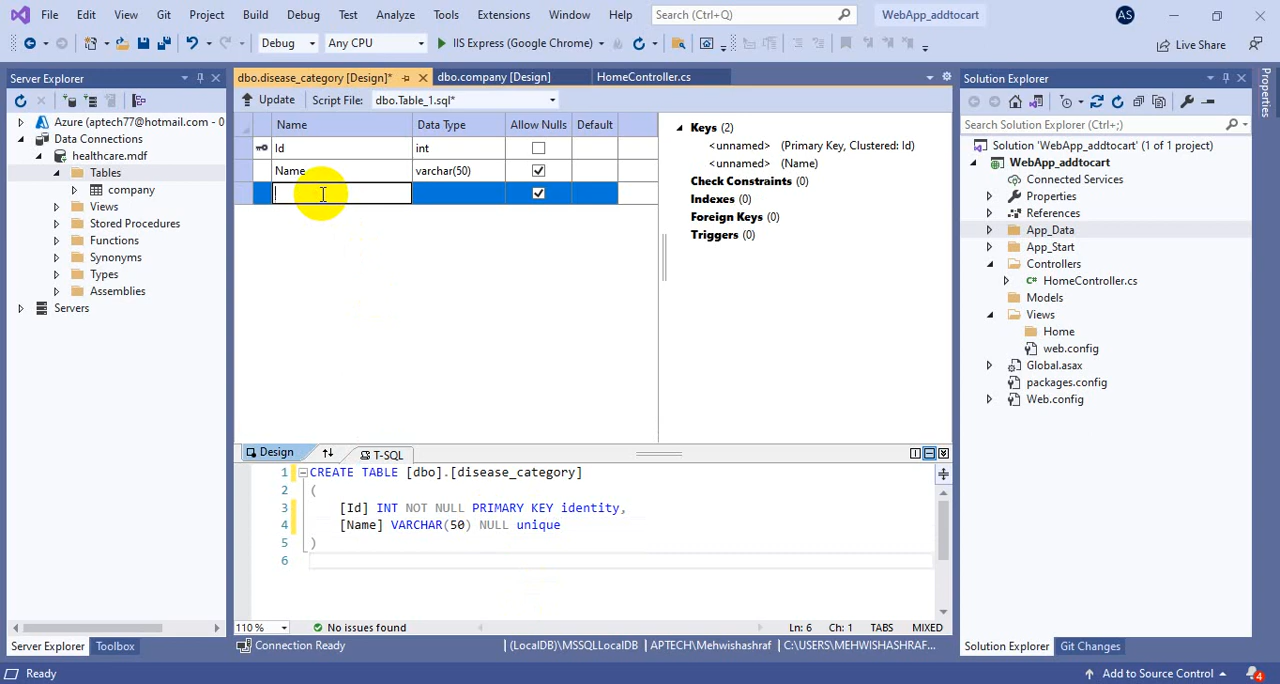 File Edit View Git Project Build Debug Test Analyze Tools Extensions Window Help Search (Ctrl+Q) WebApp_addtocart AS
Debug Any CPU IIS Express (Google Chrome) Live Share
Server Explorer
Azure (aptech77@hotmail.com - 0
Data Connections
healthcare.mdf
Tables
company
Views
Stored Procedures
Functions
Synonyms
Types
Assemblies
Servers
Server Explorer Toolbox
dbo.disease_category [Design]* dbo.company [Design] HomeController.cs
Update Script File: dbo.Table_1.sql*
Name Data Type Allow Nulls Default
Id int
Name varchar(50)
Keys (2)
<unnamed> (Primary Key, Clustered: Id)
<unnamed> (Name)
Check Constraints (0)
Indexes (0)
Foreign Keys (0)
Triggers (0)
Design T-SQL
1 CREATE TABLE [dbo].[disease_category]
2 (
3 [Id] INT NOT NULL PRIMARY KEY identity,
4 [Name] VARCHAR(50) NULL unique
5 )
6
110 % No issues found Ln: 6 Ch: 1 TABS MIXED
Connection Ready (LocalDB)\MSSQLLocalDB APTECH\Mehwishashraf C:\USERS\MEHWISHASHRAF...
Solution Explorer
Search Solution Explorer (Ctrl+;)
Solution 'WebApp_addtocart' (1 of 1 project)
WebApp_addtocart
Connected Services
Properties
References
App_Data
App_Start
Controllers
HomeController.cs
Models
Views
Home
web.config
Global.asax
packages.config
Web.config
Solution Explorer Git Changes
Properties
Ready Add to Source Control 4